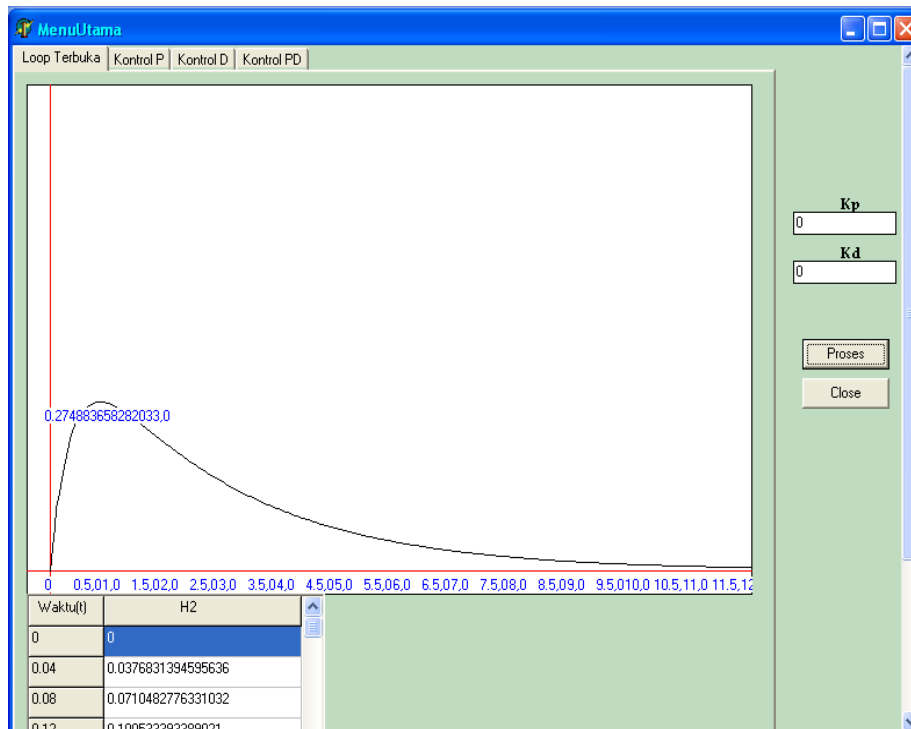 MenuUtama
Loop Terbuka Kontrol P Kontrol D Kontrol PD
Kp
0
Kd
0
Proses
Close
0.274883658282033,0
0 0.5,01,0 1.5,02,0 2.5,03,0 3.5,04,0 4.5,05,0 5.5,06,0 6.5,07,0 7.5,08,0 8.5,09,0 9.5,010,0 10.5,11,0 11.5,12
Waktu(t) H2
0 0
0.04 0.0376831394595636
0.08 0.0710482776331032
0.12